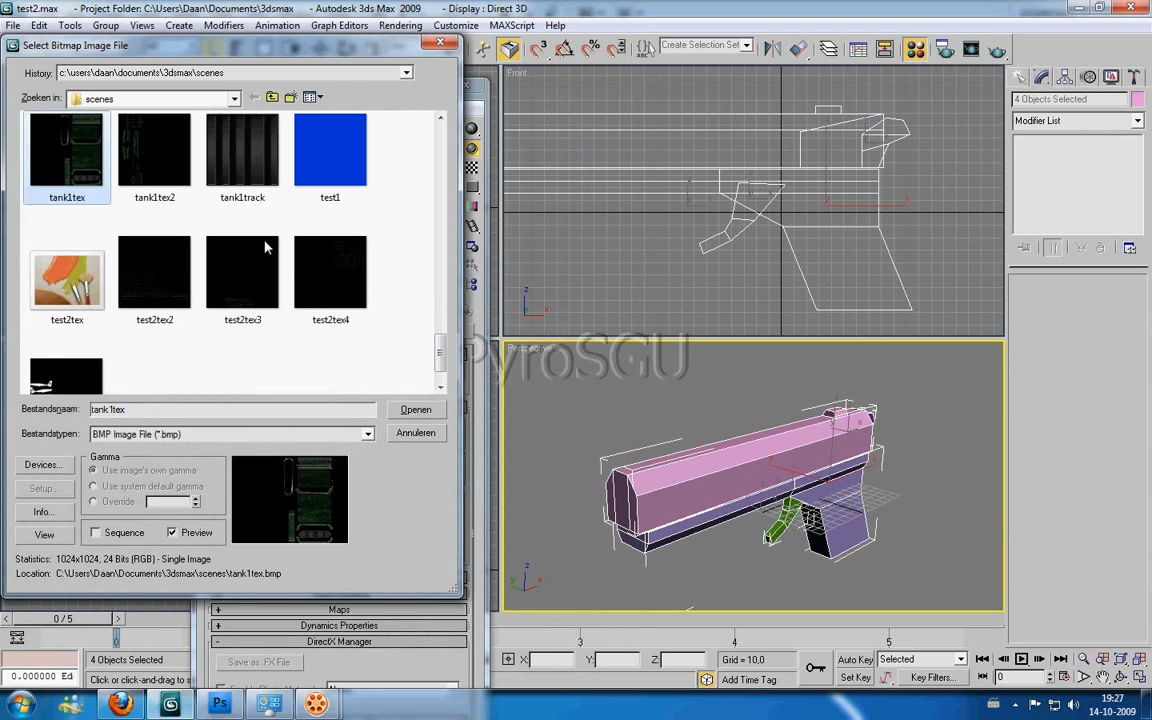 test2.max - Project Folder: C:\Users\Daan\Documents\3dsmax - Autodesk 3ds Max 2009 - Display : Direct 3D
File Edit Tools Group Views Create Modifiers Animation Graph Editors Rendering Customize MAXScript Help
Select Bitmap Image File
Create Selection Set
History: c:\users\daan\documents\3dsmax\scenes
Zoeken in: scenes
Front
4 Objects Selected
Modifier List
tank1tex tank1tex2 tank1track test1
test2tex test2tex2 test2tex3 test2tex4
PyroSGU
Perspective
Bestandsnaam: tank1tex Openen
Bestandstypen: BMP Image File (*.bmp) Annuleren
Devices...
Setup...
Info...
View
Gamma
Use image's own gamma
Use system default gamma
Override
Sequence Preview
Statistics: 1024x1024, 24 Bits (RGB) - Single Image
Location: C:\Users\Daan\Documents\3dsmax\scenes\tank1tex.bmp
0 / 5
Maps
Dynamics Properties
DirectX Manager
Save as .FX File
0 3 4 5
4 Objects Selected
X: Y: Z: Grid = 10,0
Auto Key Selected
0.000000
Click or click-and-drag to
Add Time Tag
Set Key Key Filters... 0
19:27
14-10-2009